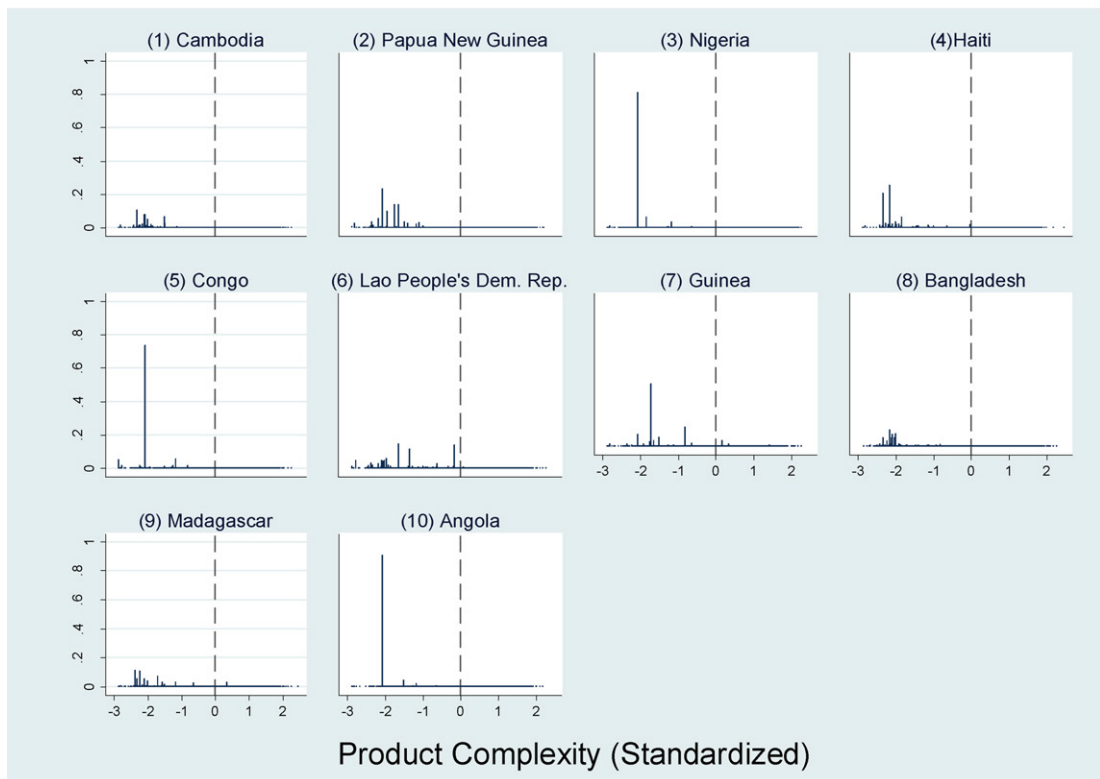 (1) Cambodia
(2) Papua New Guinea
(3) Nigeria
(4)Haiti
1
.8
.6
.4
.2
0
(5) Congo
(6) Lao People's Dem. Rep.
(7) Guinea
(8) Bangladesh
1
.8
.6
.4
.2
0
-3 -2 -1 0 1 2
-3 -2 -1 0 1 2
(9) Madagascar
(10) Angola
1
.8
.6
.4
.2
0
-3 -2 -1 0 1 2
-3 -2 -1 0 1 2
Product Complexity (Standardized)